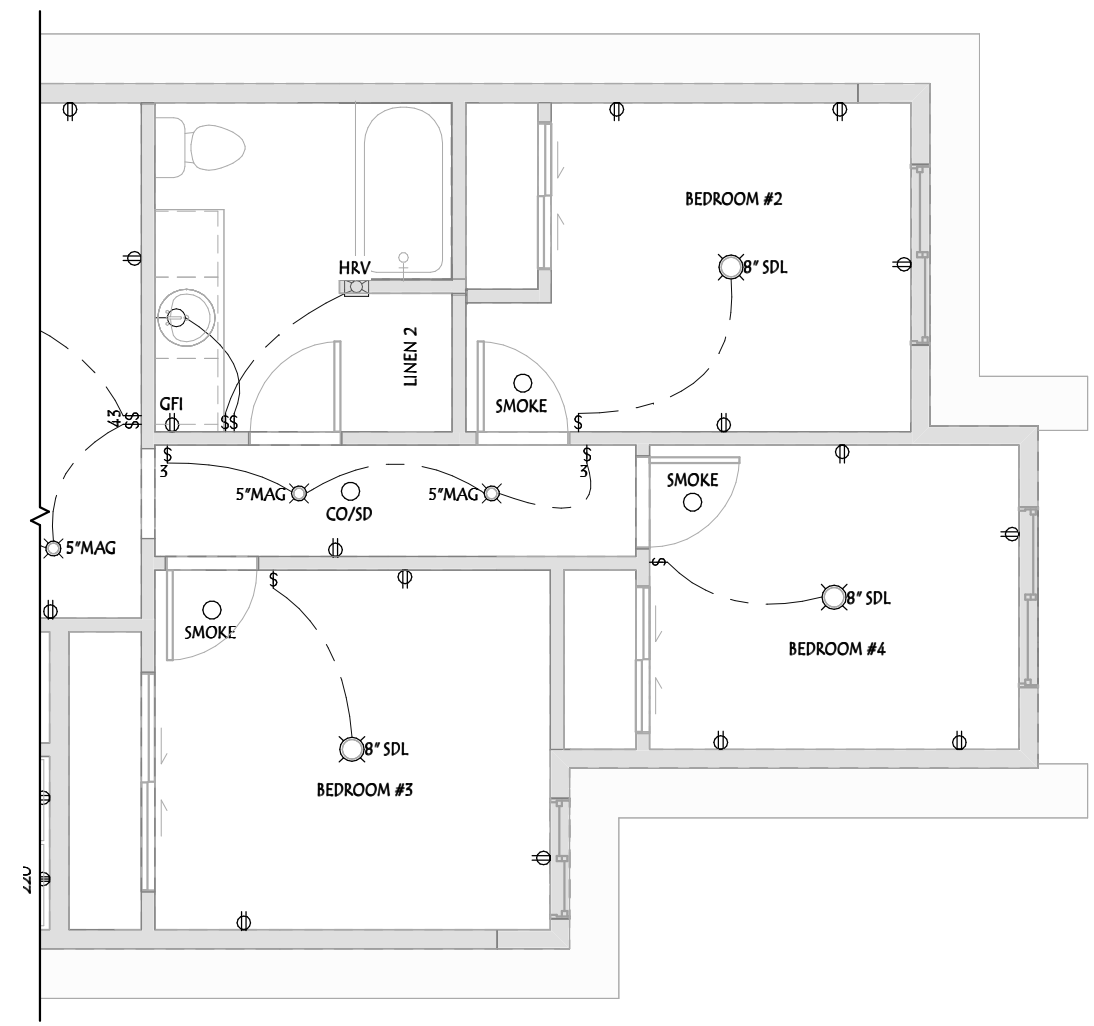 BEDROOM #2
HRV
8" SDL
LINEN 2
SMOKE
GFI
$$
$
43
$$
$
3
$
3
SMOKE
5"MAG
5"MAG
CO/SD
5"MAG
$
$
8" SDL
SMOKE
BEDROOM #4
8" SDL
BEDROOM #3
220